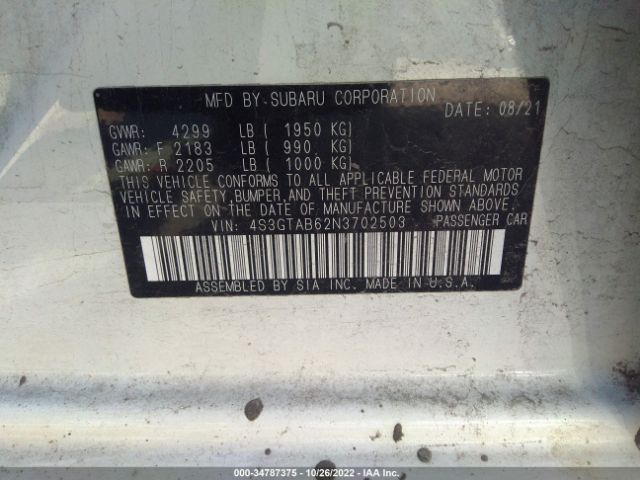 MFD BY SUBARU CORPORATION
DATE: 08/21
GVWR: 4299 LB ( 1950 KG)
GAWR: F 2183 LB ( 990 KG)
GAWR: R 2205 LB ( 1000 KG)
THIS VEHICLE CONFORMS TO ALL APPLICABLE FEDERAL MOTOR
VEHICLE SAFETY, BUMPER, AND THEFT PREVENTION STANDARDS
IN EFFECT ON THE DATE OF MANUFACTURE SHOWN ABOVE.
VIN: 4S3GTAB62N3702503 PASSENGER CAR
ASSEMBLED BY SIA INC. MADE IN U.S.A.
000-34787375 - 10/26/2022 - IAA Inc.